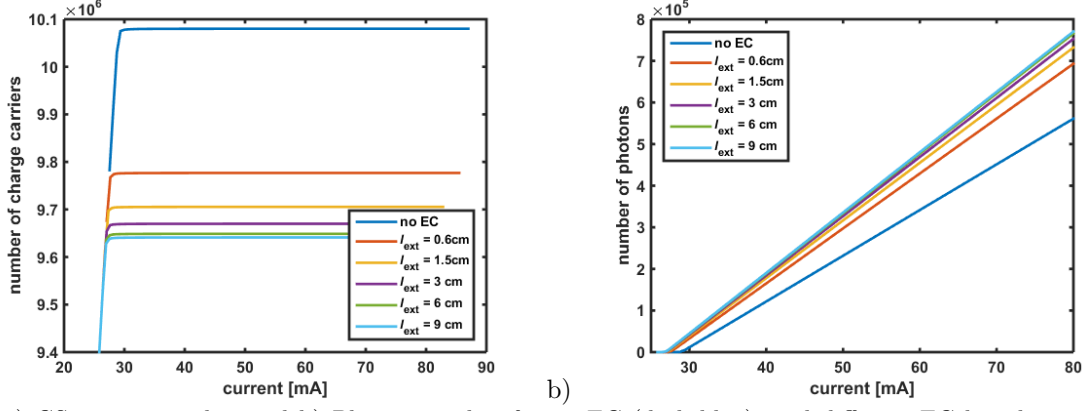 ×10⁶
10.1
10
9.9
9.8
9.7
9.6
9.5
9.4
number of charge carriers
20 30 40 50 60 70 80 90
current [mA]
no EC
l_ext = 0.6cm
l_ext = 1.5cm
l_ext = 3 cm
l_ext = 6 cm
l_ext = 9 cm
b)
×10⁵
8
7
6
5
4
3
2
1
0
number of photons
30 40 50 60 70 80
current [mA]
no EC
l_ext = 0.6cm
l_ext = 1.5cm
l_ext = 3 cm
l_ext = 6 cm
l_ext = 9 cm